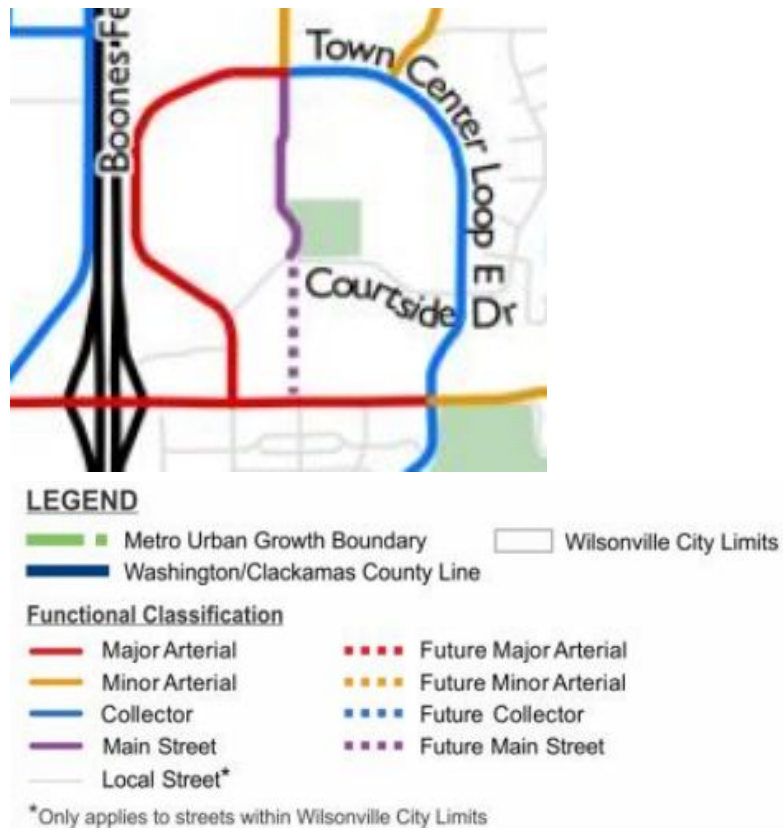 Boones Fe
Town Center Loop E
Courtside Dr
LEGEND
Metro Urban Growth Boundary
Wilsonville City Limits
Washington/Clackamas County Line
Functional Classification
Major Arterial
Future Major Arterial
Minor Arterial
Future Minor Arterial
Collector
Future Collector
Main Street
Future Main Street
Local Street*
*Only applies to streets within Wilsonville City Limits